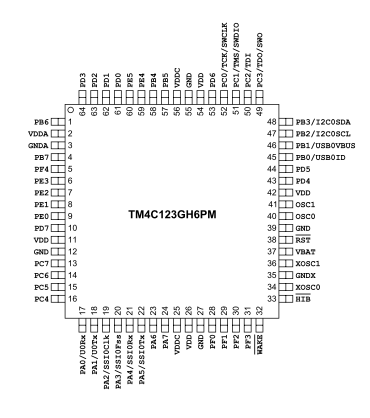 PD3
PD2
PD1
PD0
PE5
PE4
PB4
PB5
VDDC
GND
VDD
PD6
PC0/TCK/SWCLK
PC1/TMS/SWDIO
PC2/TDI
PC3/TDO/SWO
64
63
62
61
60
59
58
57
56
55
54
53
52
51
50
49
PB6 1
VDDA 2
GNDA 3
PB7 4
PF4 5
PE3 6
PE2 7
PE1 8
PE0 9
PD7 10
VDD 11
GND 12
PC7 13
PC6 14
PC5 15
PC4 16
TM4C123GH6PM
48 PB3/I2C0SDA
47 PB2/I2C0SCL
46 PB1/USB0VBUS
45 PB0/USB0ID
44 PD5
43 PD4
42 VDD
41 OSC1
40 OSC0
39 GND
38 RST
37 VBAT
36 XOSC1
35 GNDX
34 XOSC0
33 HIB
17
18
19
20
21
22
23
24
25
26
27
28
29
30
31
32
PA0/U0Rx
PA1/U0Tx
PA2/SSI0Clk
PA3/SSI0Fss
PA4/SSI0Rx
PA5/SSI0Tx
PA6
PA7
VDDC
VDD
GND
PF0
PF1
PF2
PF3
WAKE